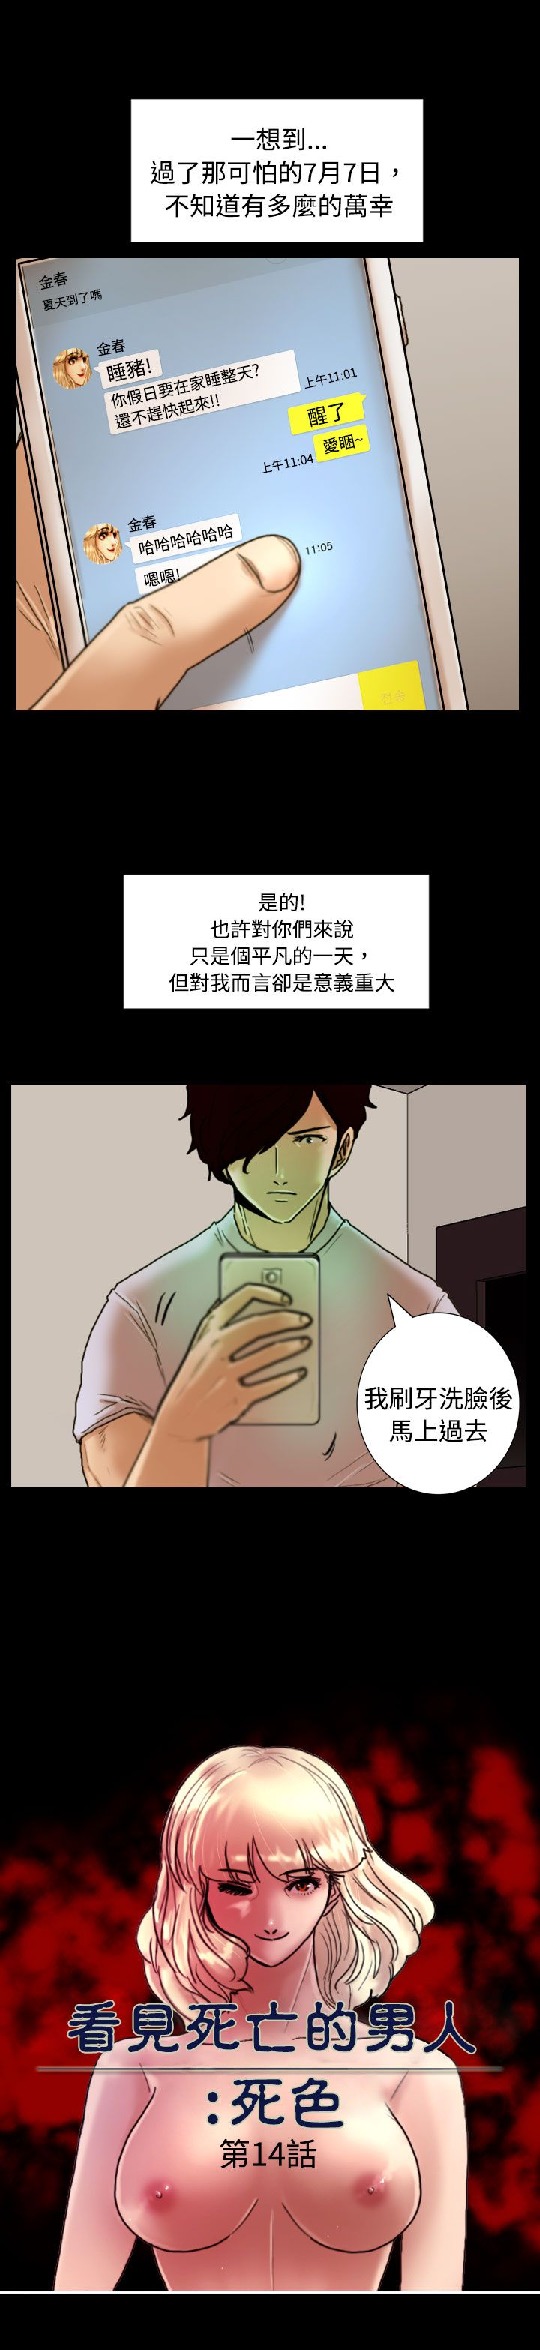 一想到...
過了那可怕的7月7日，
不知道有多麼的萬幸
金春
夏天到了嗎
金春
睡豬!
你假日要在家睡整天?
還不趕快起來!!
上午11:01
醒了
愛睏~
上午11:04
金春
哈哈哈哈哈哈
11:05
嗯嗯!
是的!
也許對你們來說
只是個平凡的一天，
但對我而言卻是意義重大
我刷牙洗臉後
馬上過去
看見死亡的男人
:死色
第14話